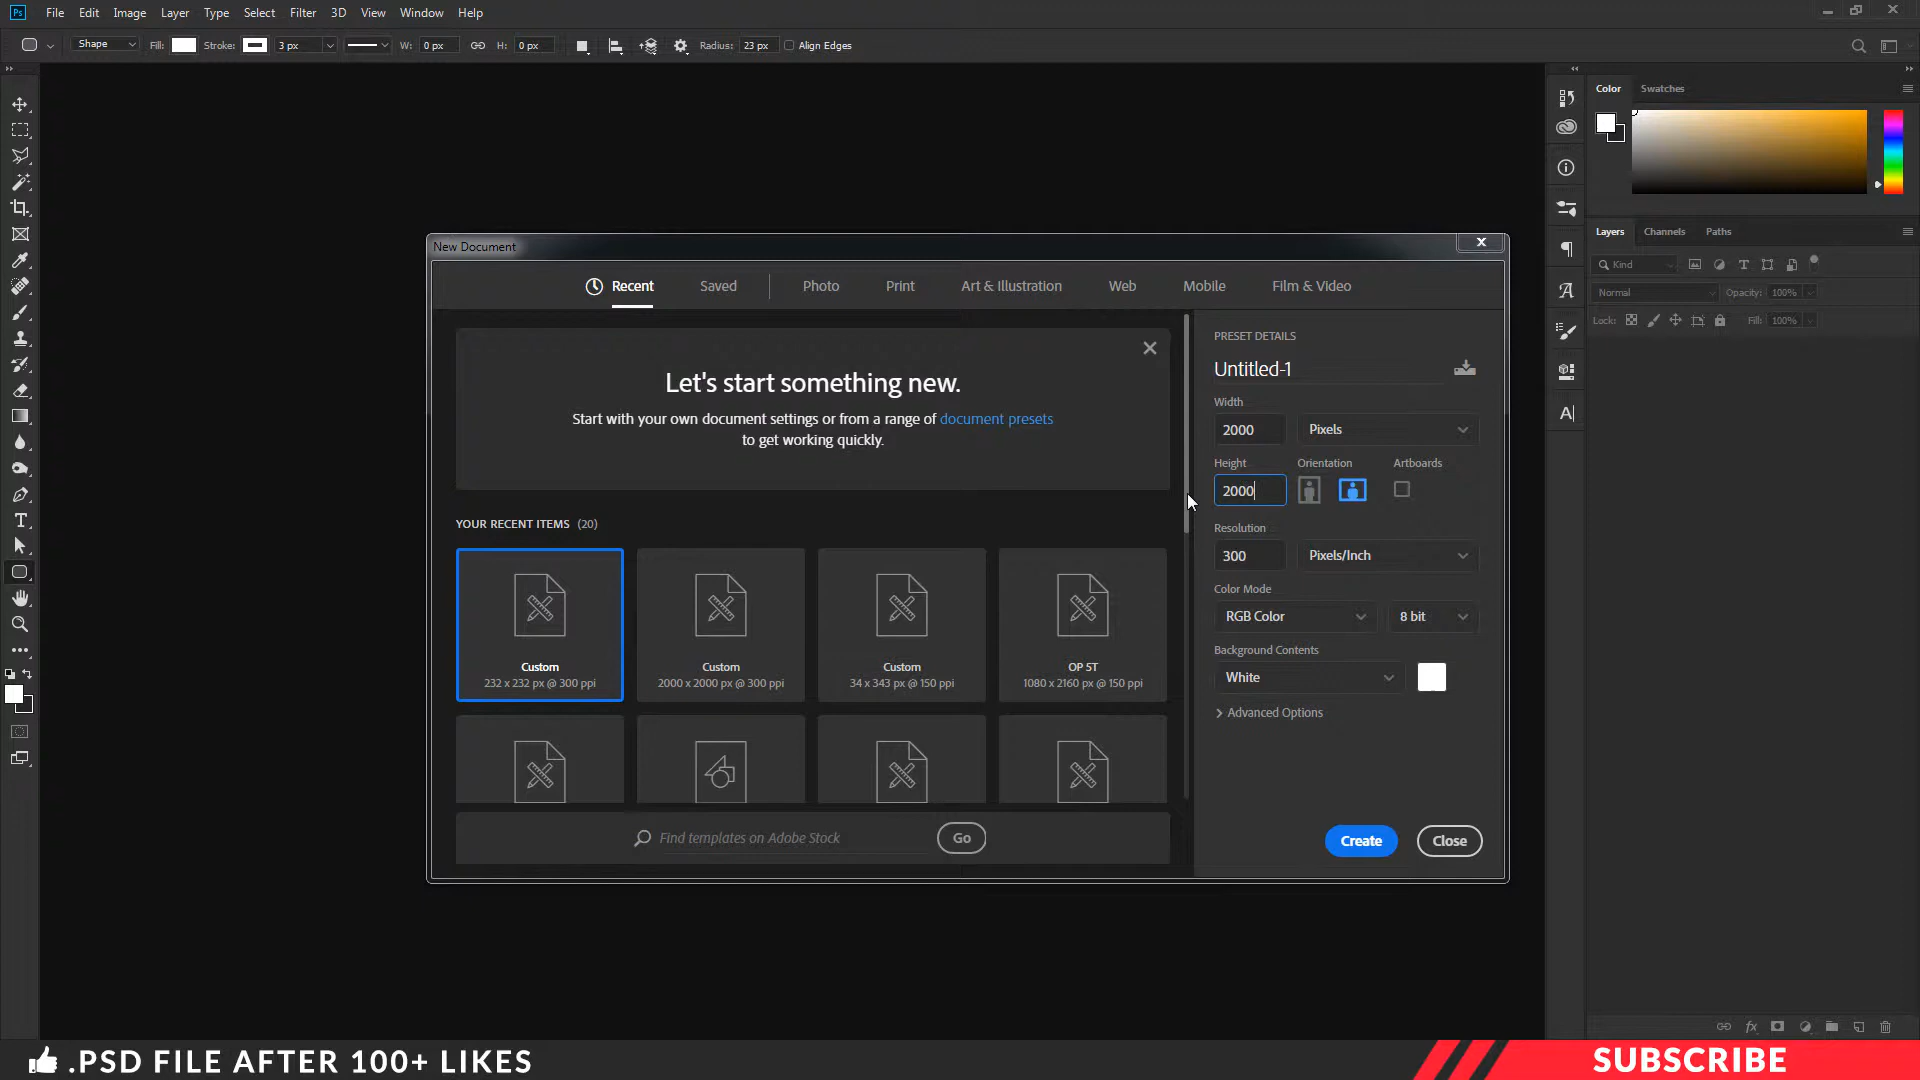 Ps File Edit Image Layer Type Select Filter 3D View Window Help
Shape Fill: Stroke: 3 px W: 0 px H: 0 px Radius: 23 px Align Edges
Color Swatches
Layers Channels Paths
Kind
Normal Opacity: 100%
Lock: Fill: 100%
New Document
Recent Saved Photo Print Art & Illustration Web Mobile Film & Video
Let's start something new.
Start with your own document settings or from a range of document presets
to get working quickly.
YOUR RECENT ITEMS (20)
Custom
232 x 232 px @ 300 ppi
Custom
2000 x 2000 px @ 300 ppi
Custom
34 x 343 px @ 150 ppi
OP 5T
1080 x 2160 px @ 150 ppi
Find templates on Adobe Stock Go
PRESET DETAILS
Untitled-1
Width
2000 Pixels
Height Orientation Artboards
2000
Resolution
300 Pixels/Inch
Color Mode
RGB Color 8 bit
Background Contents
White
Advanced Options
Create Close
.PSD FILE AFTER 100+ LIKES
SUBSCRIBE